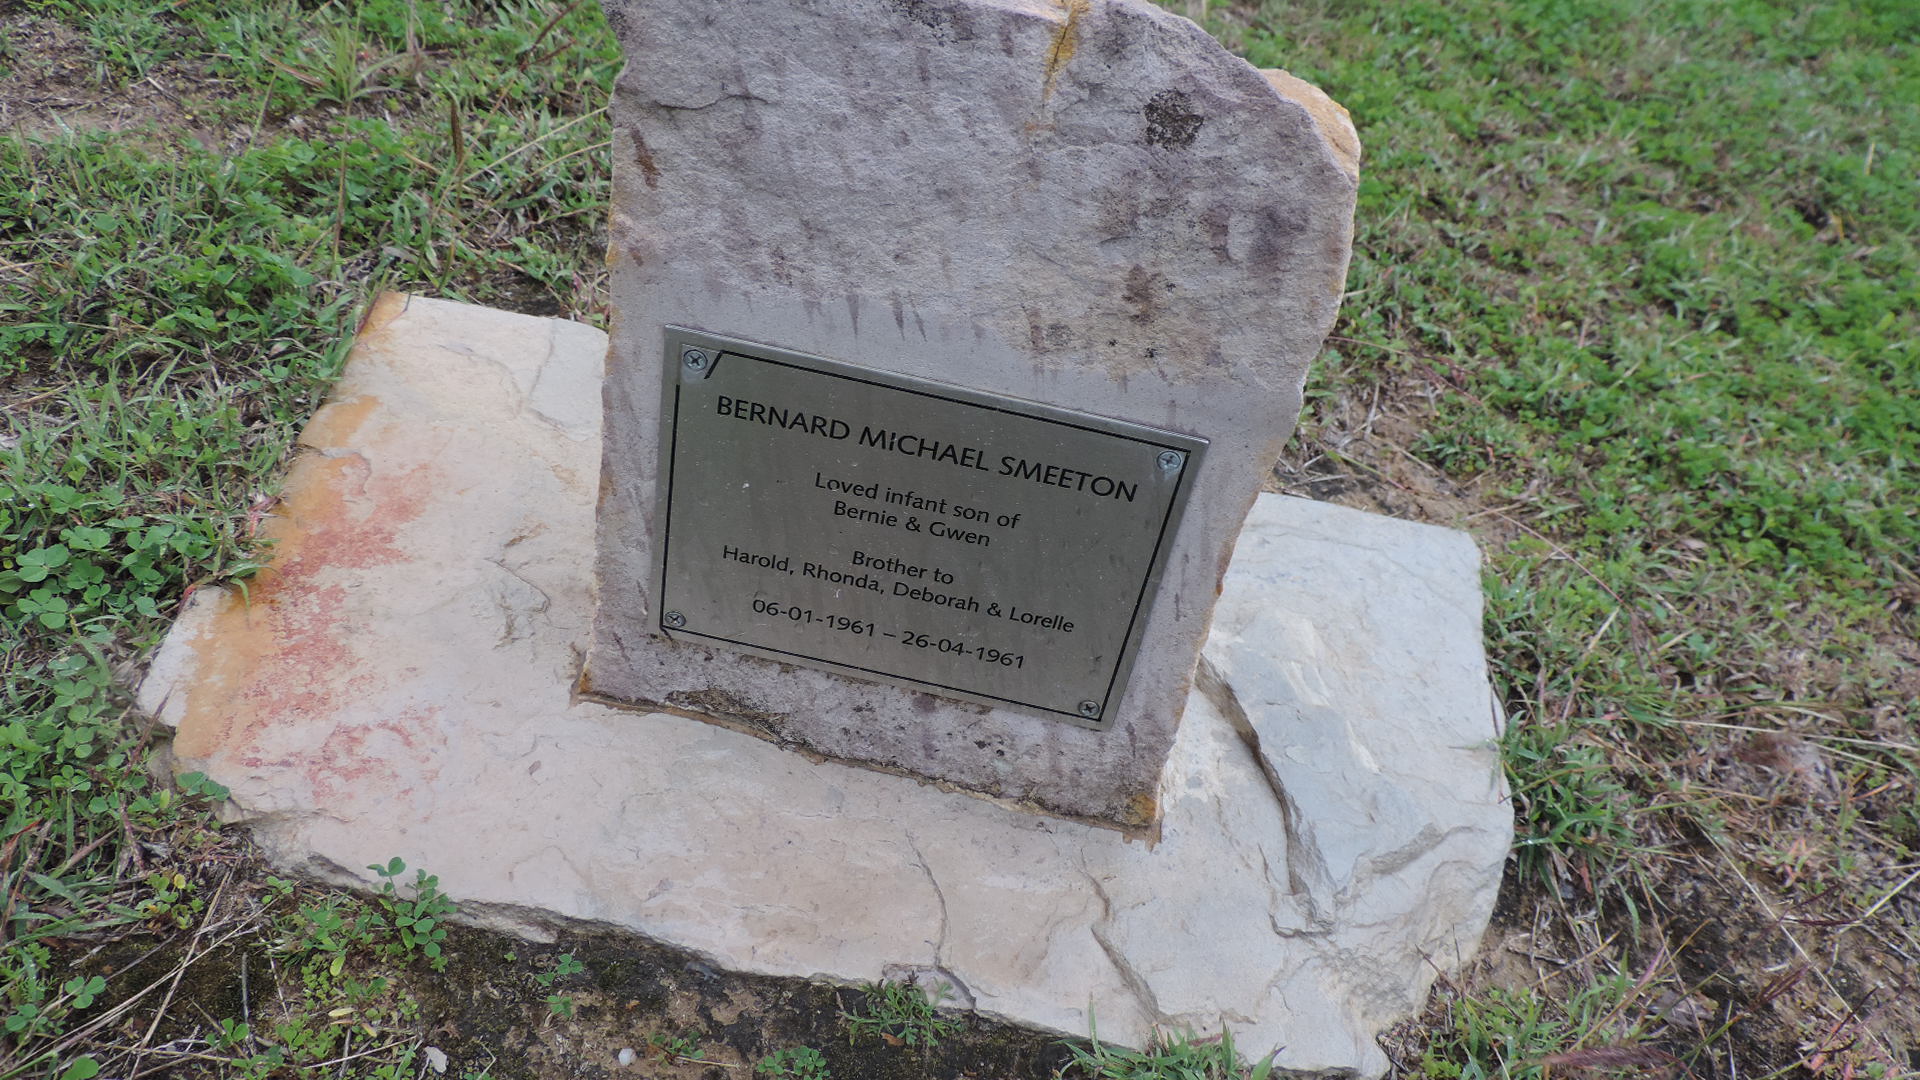 BERNARD MICHAEL SMEETON
Loved infant son of
Bernie & Gwen
Brother to
Harold, Rhonda, Deborah & Lorelle
06-01-1961 – 26-04-1961